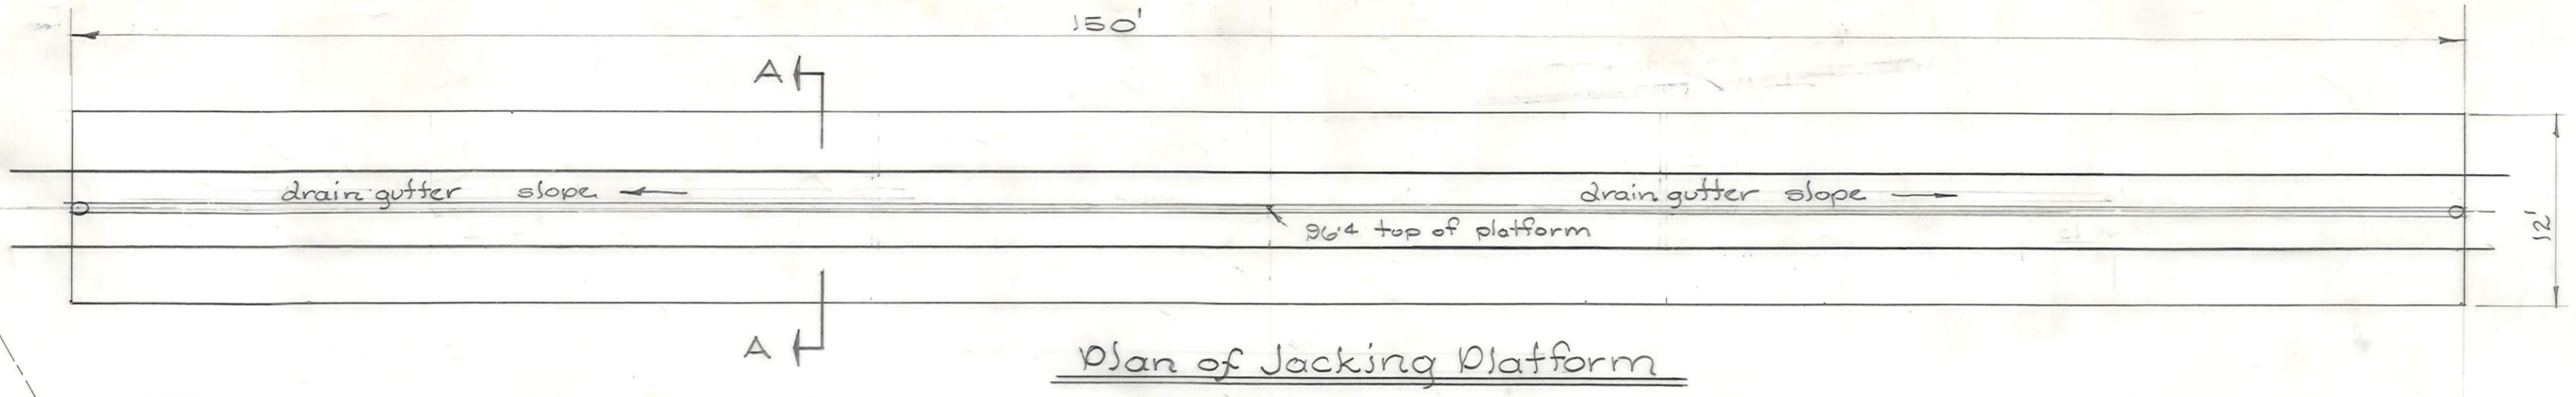 150'
A
drain gutter slope
drain gutter slope
96.4 top of platform
12'
A
Plan of Jacking Platform